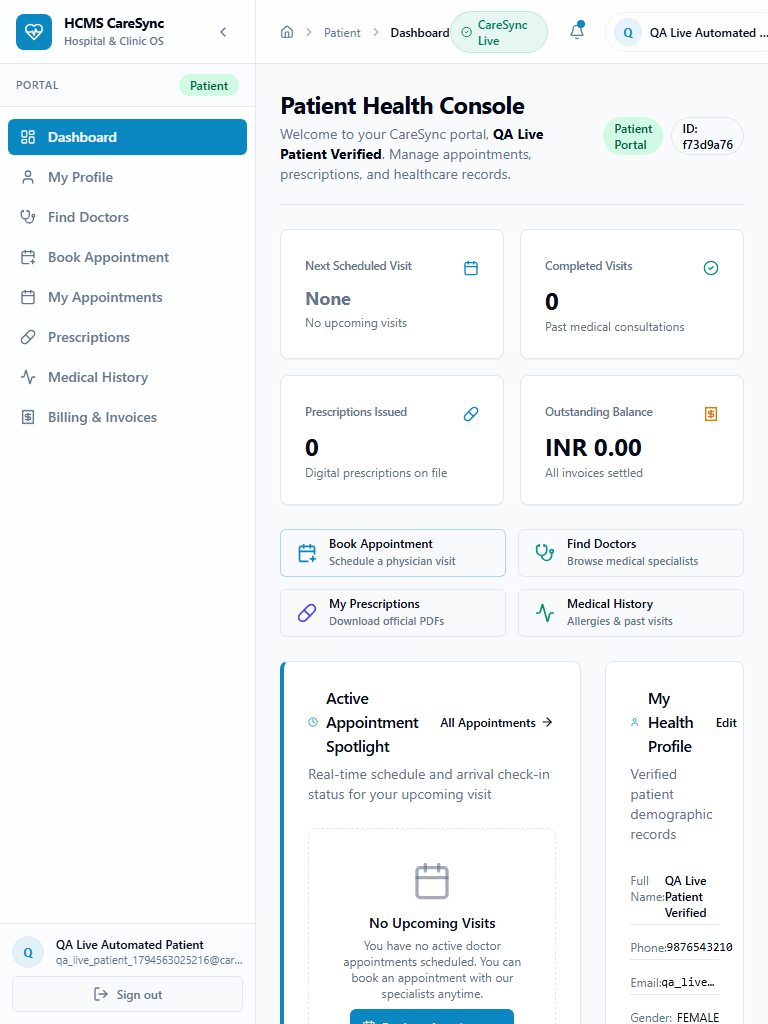 HCMS CareSync
Hospital & Clinic OS
PORTAL
Patient
Dashboard
My Profile
Find Doctors
Book Appointment
My Appointments
Prescriptions
Medical History
Billing & Invoices
Q
QA Live Automated Patient
qa_live_patient_1794563025216@car...
Sign out
Patient
Dashboard
CareSync
Live
Q
QA Live Automated ...
Patient Health Console
Welcome to your CareSync portal, QA Live
Patient Verified. Manage appointments,
prescriptions, and healthcare records.
Patient
Portal
ID:
f73d9a76
Next Scheduled Visit
None
No upcoming visits
Completed Visits
0
Past medical consultations
Prescriptions Issued
0
Digital prescriptions on file
Outstanding Balance
INR 0.00
All invoices settled
Book Appointment
Schedule a physician visit
Find Doctors
Browse medical specialists
My Prescriptions
Download official PDFs
Medical History
Allergies & past visits
Active
Appointment
Spotlight
All Appointments
Real-time schedule and arrival check-in
status for your upcoming visit
No Upcoming Visits
You have no active doctor
appointments scheduled. You can
book an appointment with our
specialists anytime.
My
Health
Profile
Edit
Verified
patient
demographic
records
Full
Name:
QA Live
Patient
Verified
Phone: 9876543210
Email: qa_live…
Gender: FEMALE